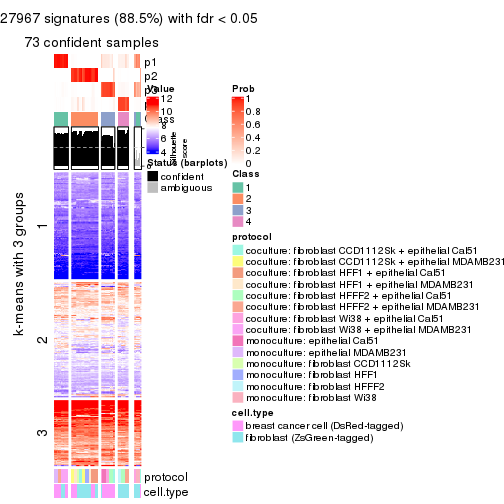 27967 signatures (88.5%) with fdr < 0.05
73 confident samples
p1
p2
p3
Class
Value
12
10
8
6
4
Silhouette
score
0
Status (barplots)
confident
ambiguous
k-means with 3 groups
1
2
3
protocol
cell.type
Prob
1
0.8
0.6
0.4
0.2
0
Class
1
2
3
4
protocol
coculture: fibroblast CCD1112Sk + epithelial Cal51
coculture: fibroblast CCD1112Sk + epithelial MDAMB231
coculture: fibroblast HFF1 + epithelial Cal51
coculture: fibroblast HFF1 + epithelial MDAMB231
coculture: fibroblast HFFF2 + epithelial Cal51
coculture: fibroblast HFFF2 + epithelial MDAMB231
coculture: fibroblast Wi38 + epithelial Cal51
coculture: fibroblast Wi38 + epithelial MDAMB231
monoculture: epithelial Cal51
monoculture: epithelial MDAMB231
monoculture: fibroblast CCD1112Sk
monoculture: fibroblast HFF1
monoculture: fibroblast HFFF2
monoculture: fibroblast Wi38
cell.type
breast cancer cell (DsRed-tagged)
fibroblast (ZsGreen-tagged)